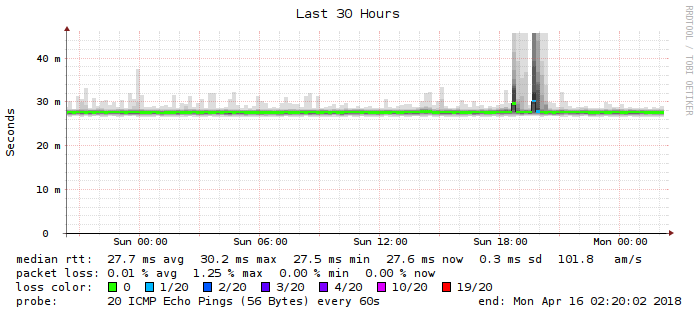 Last 30 Hours
RRDTOOL / TOBI OETIKER
Seconds
40 m
30 m
20 m
10 m
0
Sun 00:00 Sun 06:00 Sun 12:00 Sun 18:00 Mon 00:00
median rtt: 27.7 ms avg 30.2 ms max 27.5 ms min 27.6 ms now 0.3 ms sd 101.8 am/s
packet loss: 0.01 % avg 1.25 % max 0.00 % min 0.00 % now
loss color: 0 1/20 2/20 3/20 4/20 10/20 19/20
probe: 20 ICMP Echo Pings (56 Bytes) every 60s end: Mon Apr 16 02:20:02 2018